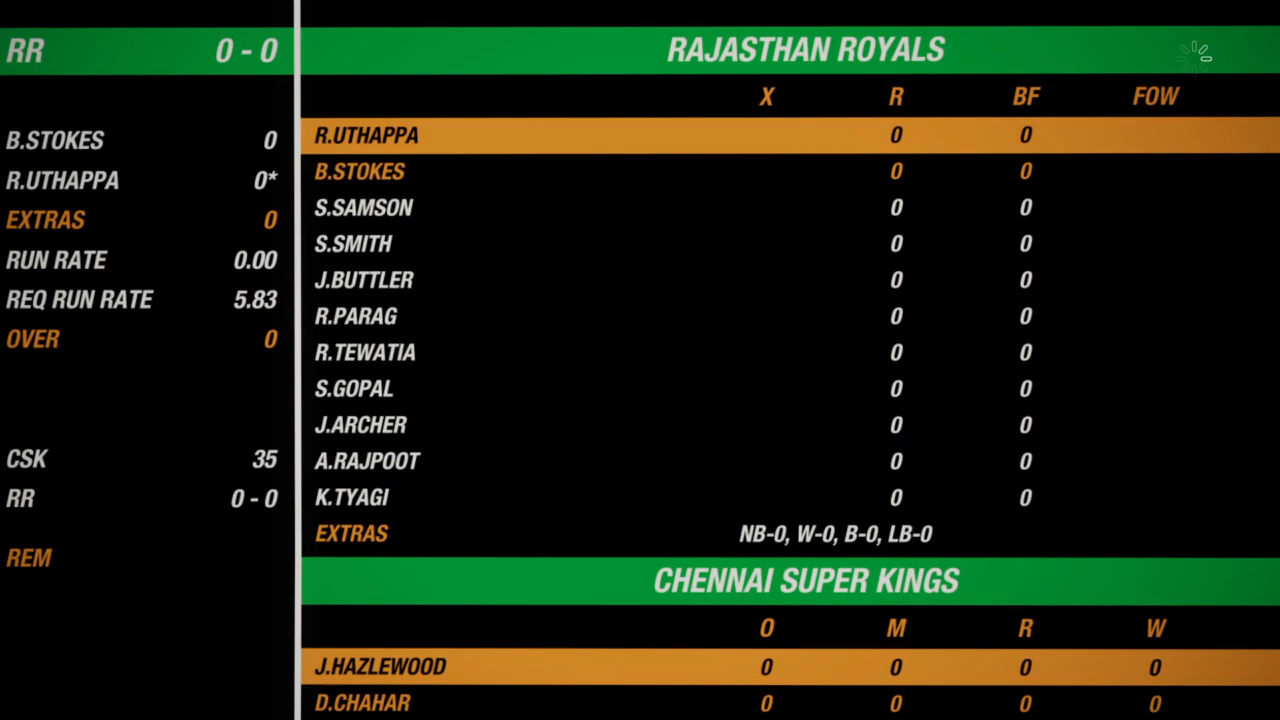 RR 0 - 0
B.STOKES 0
R.UTHAPPA 0*
EXTRAS 0
RUN RATE 0.00
REQ RUN RATE 5.83
OVER 0
CSK 35
RR 0 - 0
REM
RAJASTHAN ROYALS
X R BF FOW
R.UTHAPPA 0 0
B.STOKES 0 0
S.SAMSON 0 0
S.SMITH 0 0
J.BUTTLER 0 0
R.PARAG 0 0
R.TEWATIA 0 0
S.GOPAL 0 0
J.ARCHER 0 0
A.RAJPOOT 0 0
K.TYAGI 0 0
EXTRAS NB-0, W-0, B-0, LB-0
CHENNAI SUPER KINGS
O M R W
J.HAZLEWOOD 0 0 0 0
D.CHAHAR 0 0 0 0